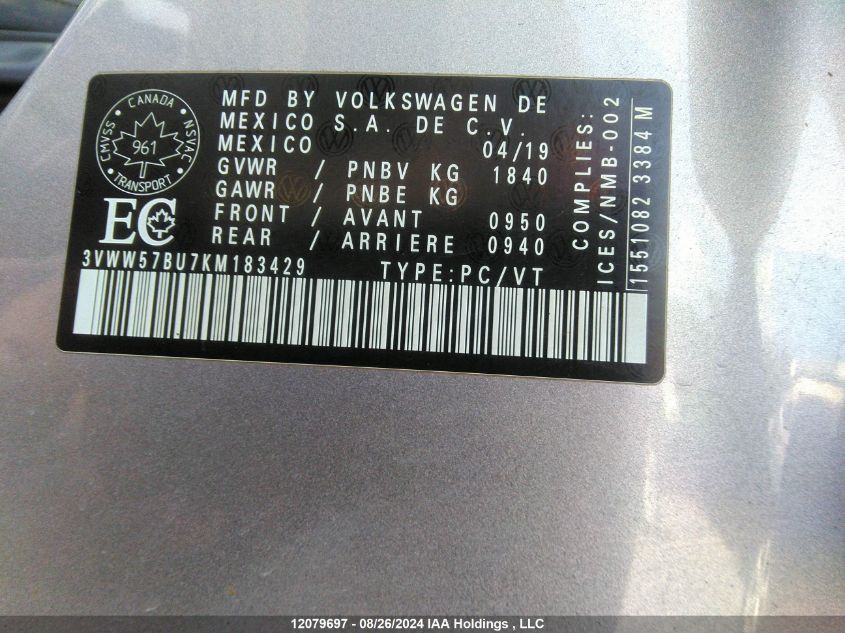 CANADA
CMVSS NSVAC
961
TRANSPORT
EC
MFD BY VOLKSWAGEN DE
MEXICO S.A. DE C.V.
MEXICO 04/19
GVWR / PNBV KG 1840
GAWR / PNBE KG
FRONT / AVANT 0950
REAR / ARRIERE 0940
3VWW57BU7KM183429 TYPE:PC/VT
COMPLIES:
ICES/NMB-002
1551082 3384 M
12079697 - 08/26/2024 IAA Holdings , LLC